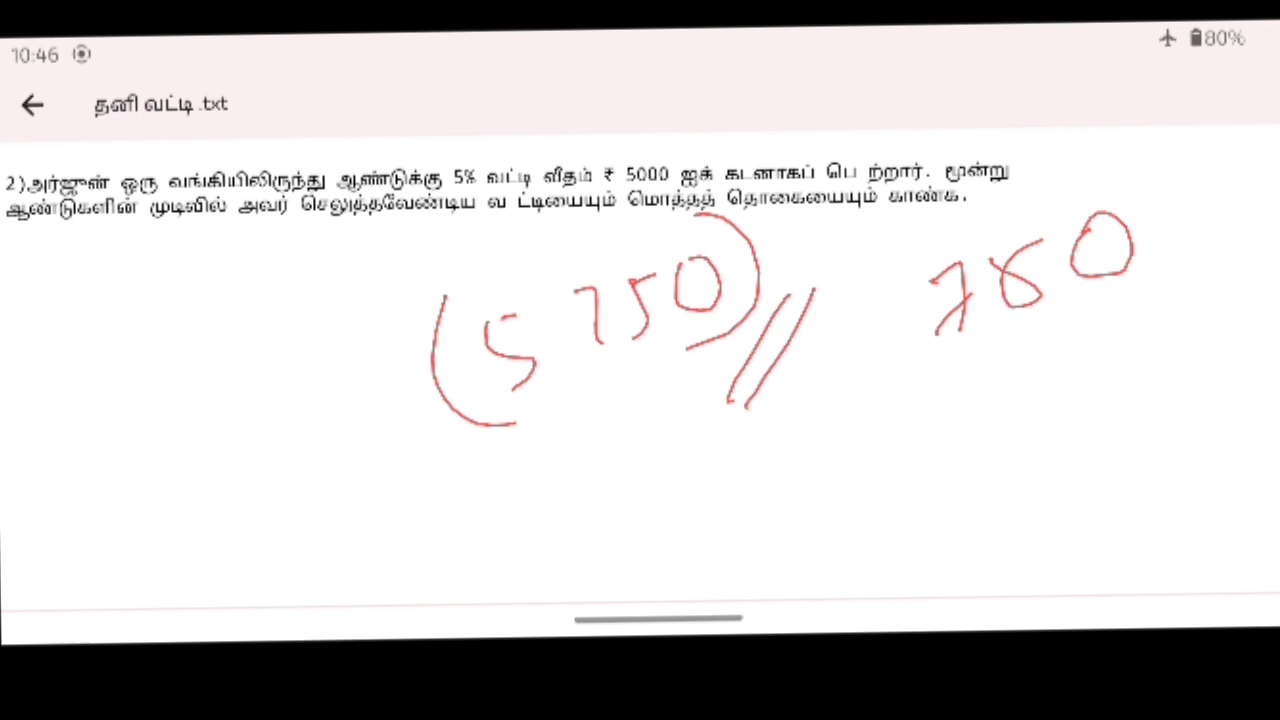 10:46
80%
தனி வட்டி .txt
2)அர்ஜுன் ஒரு வங்கியிலிருந்து ஆண்டுக்கு 5% வட்டி வீதம் ₹ 5000 ஐக் கடனாகப் பெ ற்றார். மூன்று
ஆண்டுகளின் முடிவில் அவர் செலுத்தவேண்டிய வ ட்டியையும் மொத்தத் தொகையையும் காண்க.
(5750)//